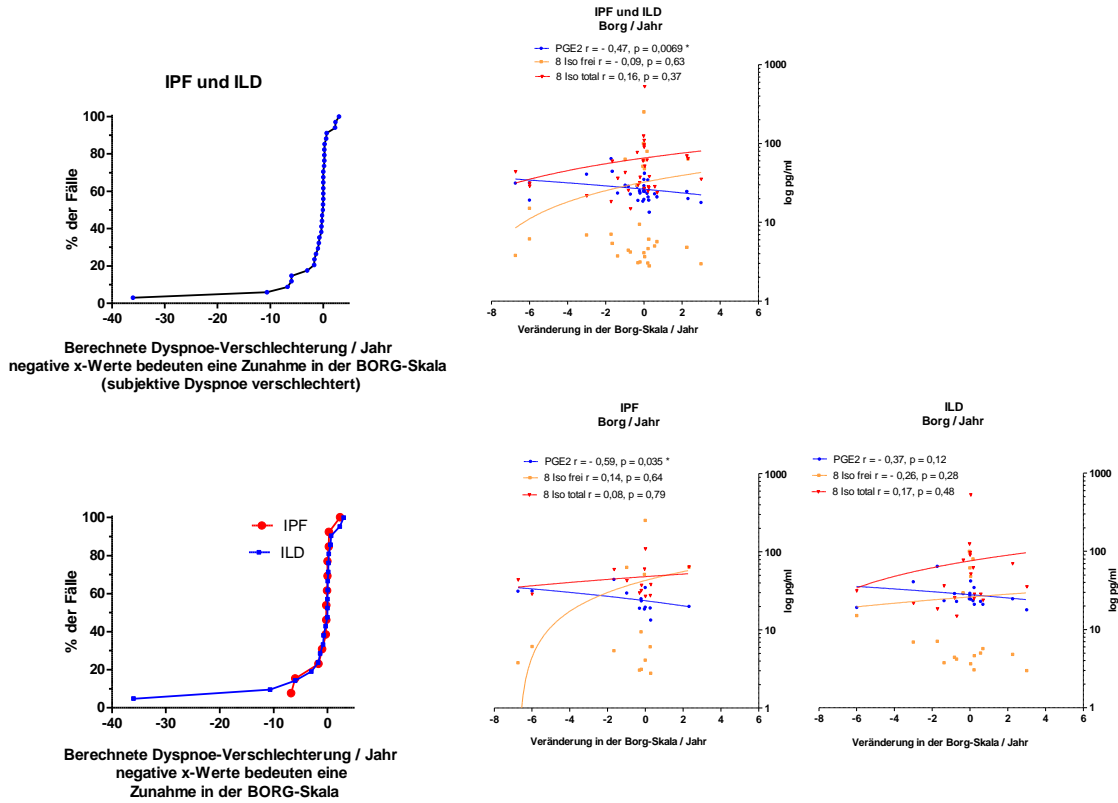 IPF und ILD
% der Fälle
100
80
60
40
20
0
-40
-30
-20
-10
0
Berechnete Dyspnoe-Verschlechterung / Jahr
negative x-Werte bedeuten eine Zunahme in der BORG-Skala
(subjektive Dyspnoe verschlechtert)
IPF und ILD
Borg / Jahr
PGE2 r = - 0,47, p = 0,0069 *
8 Iso frei r = - 0,09, p = 0,63
8 Iso total r = 0,16, p = 0,37
1000
100
10
1
log pg/ml
-8
-6
-4
-2
0
2
4
6
Veränderung in der Borg-Skala / Jahr
% der Fälle
100
80
60
40
20
0
IPF
ILD
-40
-30
-20
-10
0
Berechnete Dyspnoe-Verschlechterung / Jahr
negative x-Werte bedeuten eine
Zunahme in der BORG-Skala
IPF
Borg / Jahr
PGE2 r = - 0,59, p = 0,035 *
8 Iso frei r = 0,14, p = 0,64
8 Iso total r = 0,08, p = 0,79
1000
100
10
1
log pg/ml
-8
-6
-4
-2
0
2
4
6
Veränderung in der Borg-Skala / Jahr
ILD
Borg / Jahr
PGE2 r = - 0,37, p = 0,12
8 Iso frei r = - 0,26, p = 0,28
8 Iso total r = 0,17, p = 0,48
1000
100
10
1
log pg/ml
-8
-6
-4
-2
0
2
4
6
Veränderung in der Borg-Skala / Jahr